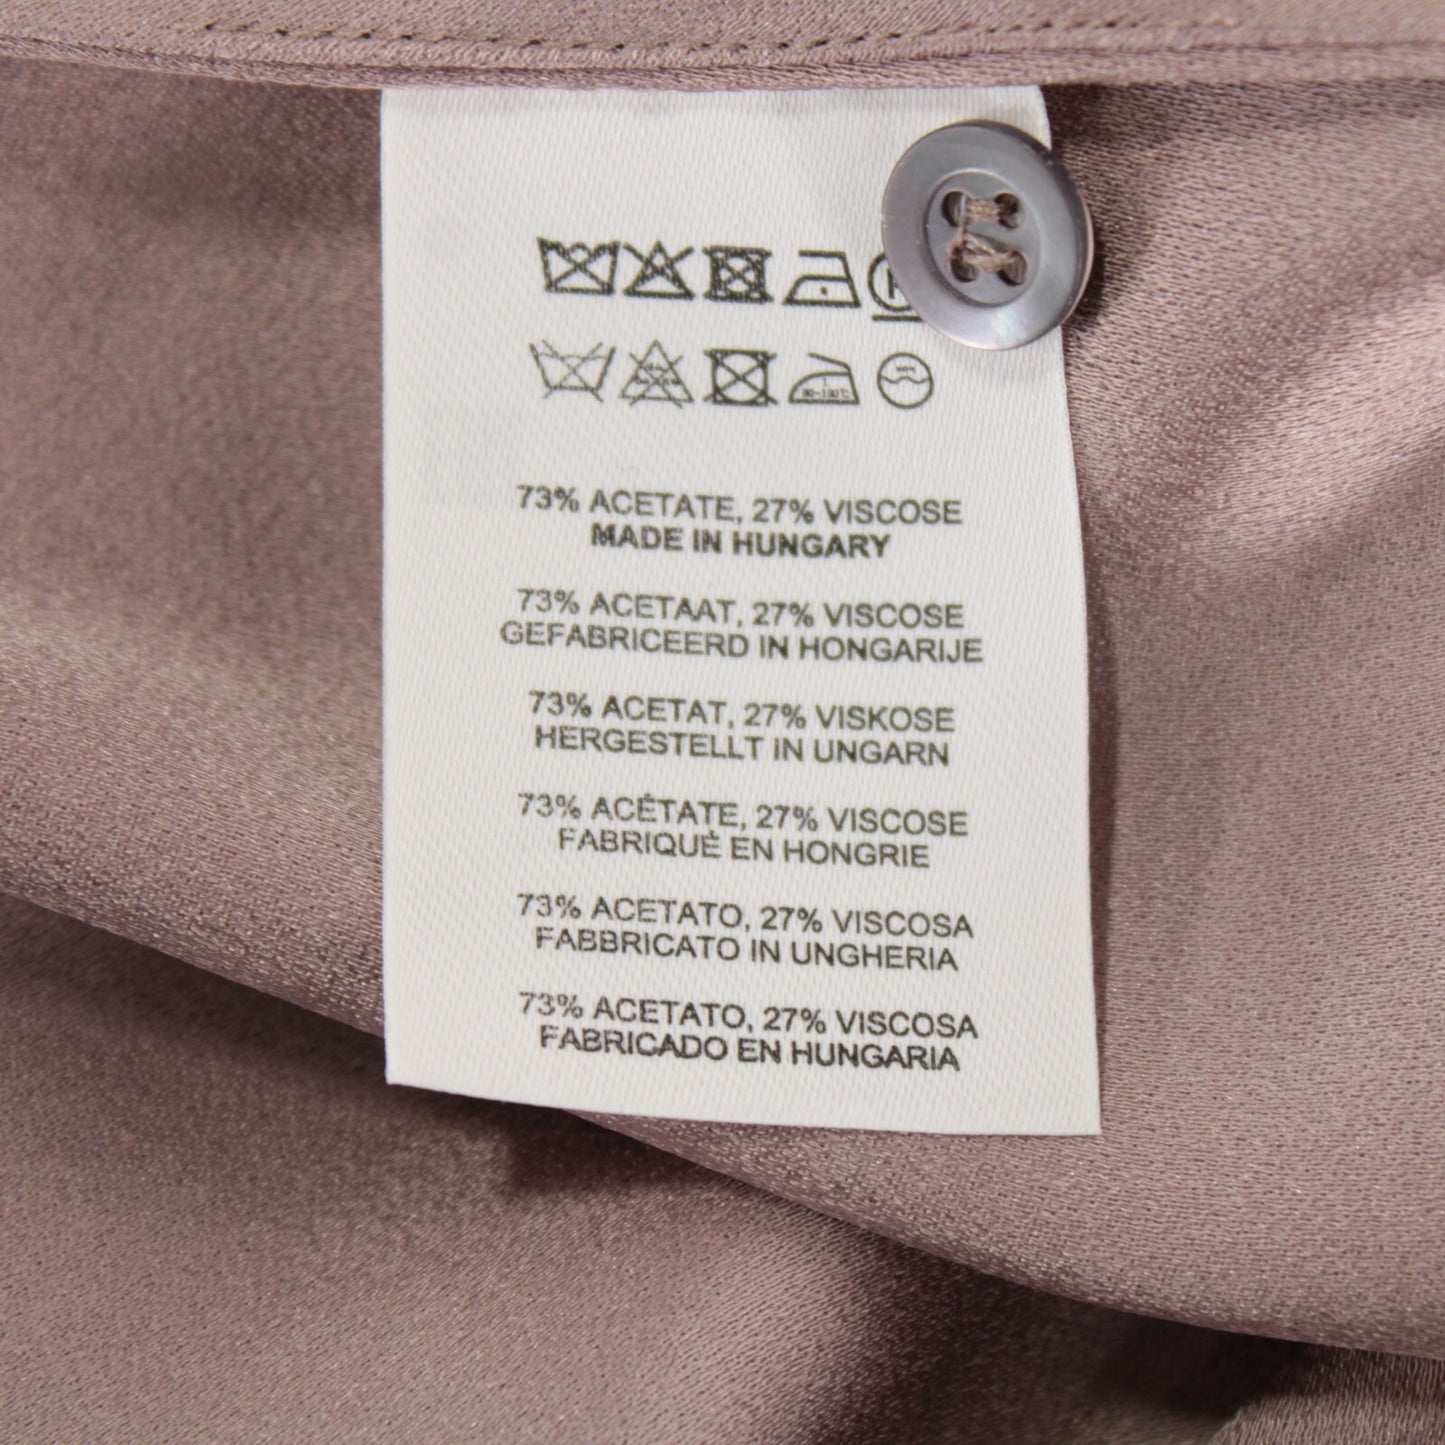 73% ACETATE, 27% VISCOSE
MADE IN HUNGARY
73% ACETAAT, 27% VISCOSE
GEFABRICEERD IN HONGARIJE
73% ACETAT, 27% VISKOSE
HERGESTELLT IN UNGARN
73% ACÉTATE, 27% VISCOSE
FABRIQUÉ EN HONGRIE
73% ACETATO, 27% VISCOSA
FABBRICATO IN UNGHERIA
73% ACETATO, 27% VISCOSA
FABRICADO EN HUNGARIA